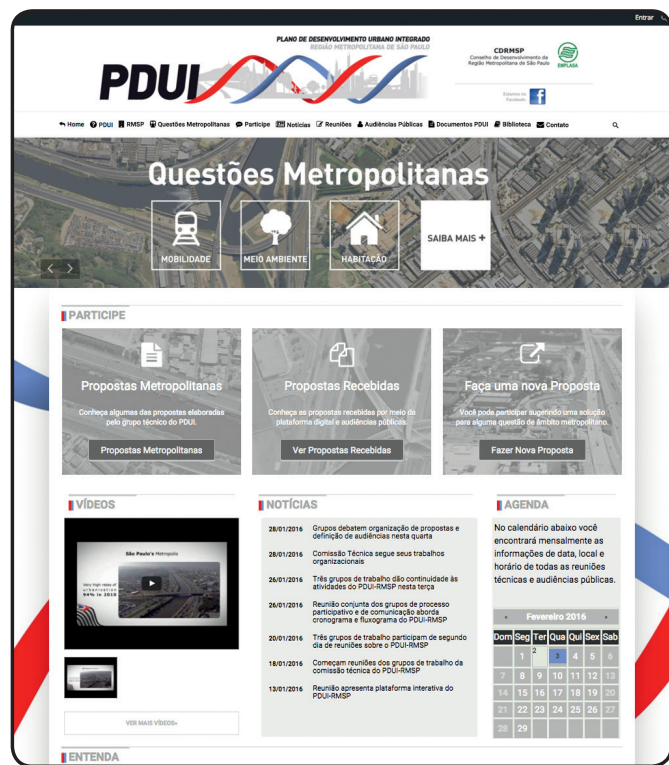 Entrar
PLANO DE DESENVOLVIMENTO URBANO INTEGRADO
REGIÃO METROPOLITANA DE SÃO PAULO
PDUI
CDRMSP
Conselho de Desenvolvimento da
Região Metropolitana de São Paulo
EMPLASA
Estamos no
Facebook
Home PDUI RMSP Questões Metropolitanas Participe Notícias Reuniões Audiências Públicas Documentos PDUI Biblioteca Contato
Questões Metropolitanas
MOBILIDADE
MEIO AMBIENTE
HABITAÇÃO
SAIBA MAIS +
PARTICIPE
Propostas Metropolitanas
Conheça algumas das propostas elaboradas
pelo grupo técnico do PDUI.
Propostas Metropolitanas
Propostas Recebidas
Conheça as propostas recebidas por meio da
plataforma digital e audiências públicas.
Ver Propostas Recebidas
Faça uma nova Proposta
Você pode participar sugerindo uma solução
para alguma questão de âmbito metropolitano.
Fazer Nova Proposta
VÍDEOS
São Paulo's Metropolis
Very high rates of
urbanization
94% in 2010
VER MAIS VÍDEOS»
NOTÍCIAS
28/01/2016 Grupos debatem organização de propostas e
definição de audiências nesta quarta
28/01/2016 Comissão Técnica segue seus trabalhos
organizacionais
26/01/2016 Três grupos de trabalho dão continuidade às
atividades do PDUI-RMSP nesta terça
26/01/2016 Reunião conjunta dos grupos de processo
participativo e de comunicação aborda
cronograma e fluxograma do PDUI-RMSP
20/01/2016 Três grupos de trabalho participam de segundo
dia de reuniões sobre o PDUI-RMSP
18/01/2016 Começam reuniões dos grupos de trabalho da
comissão técnica do PDUI-RMSP
13/01/2016 Reunião apresenta plataforma interativa do
PDUI-RMSP
AGENDA
No calendário abaixo você
encontrará mensalmente as
informações de data, local e
horário de todas as reuniões
técnicas e audiências públicas.
Fevereiro 2016
Dom Seg Ter Qua Qui Sex Sab
1 2 3 4 5 6
7 8 9 10 11 12 13
14 15 16 17 18 19 20
21 22 23 24 25 26 27
28 29
ENTENDA